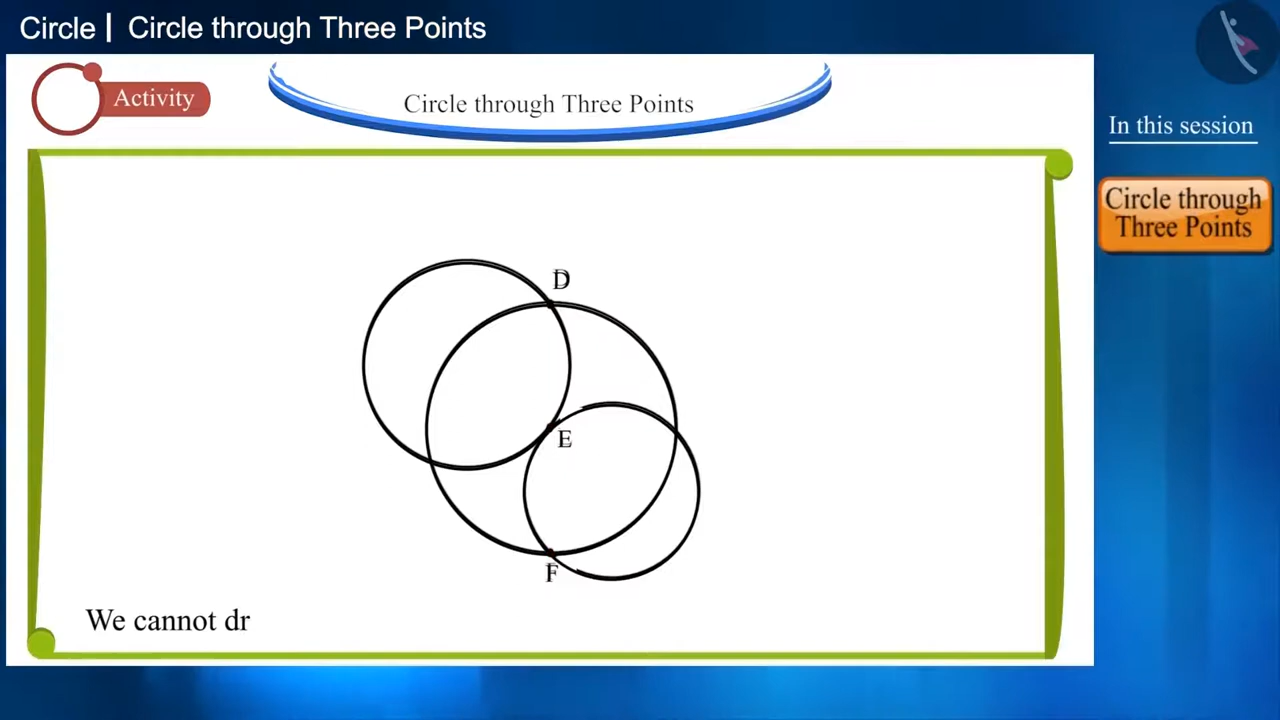 Circle | Circle through Three Points
Activity
Circle through Three Points
In this session
Circle through
Three Points
D
E
F
We cannot dr